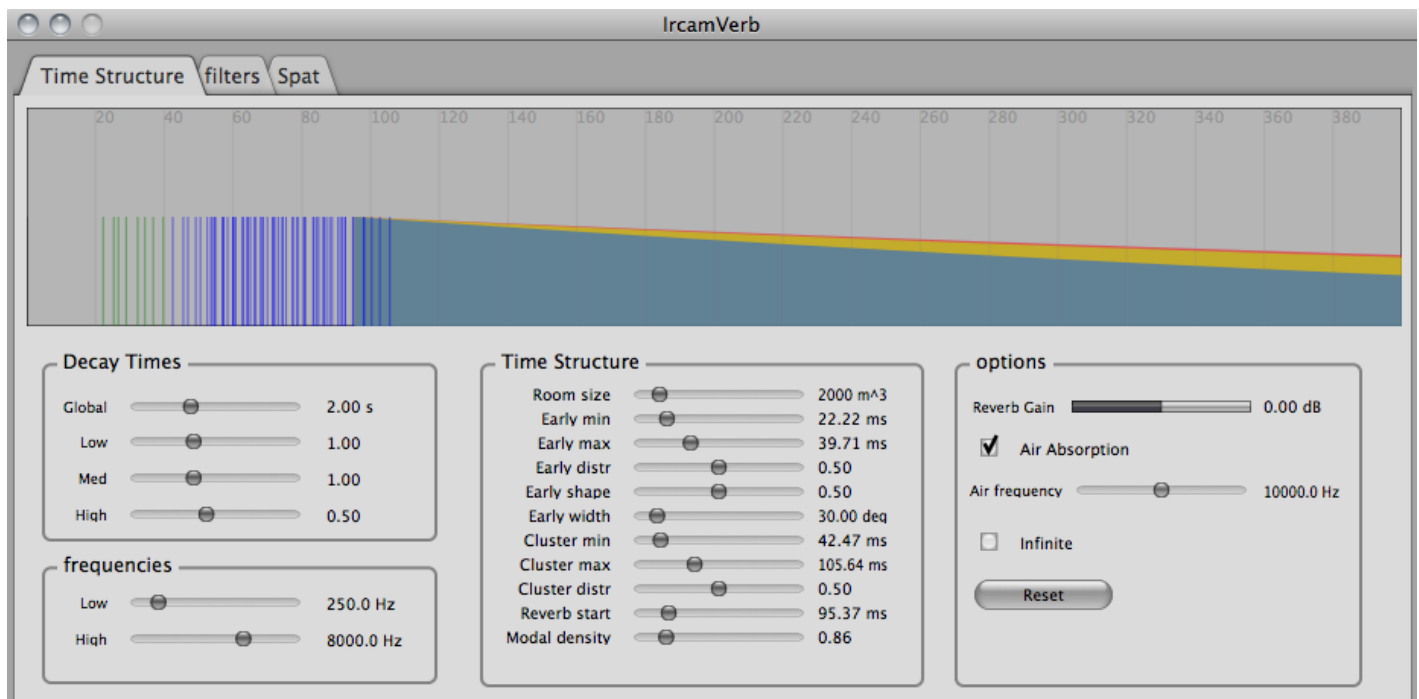 IrcamVerb
Time Structure filters Spat
20 40 60 80 100 120 140 160 180 200 220 240 260 280 300 320 340 360 380
Decay Times
Global 2.00 s
Low 1.00
Med 1.00
High 0.50
frequencies
Low 250.0 Hz
High 8000.0 Hz
Time Structure
Room size 2000 m^3
Early min 22.22 ms
Early max 39.71 ms
Early distr 0.50
Early shape 0.50
Early width 30.00 deg
Cluster min 42.47 ms
Cluster max 105.64 ms
Cluster distr 0.50
Reverb start 95.37 ms
Modal density 0.86
options
Reverb Gain 0.00 dB
Air Absorption
Air frequency 10000.0 Hz
Infinite
Reset